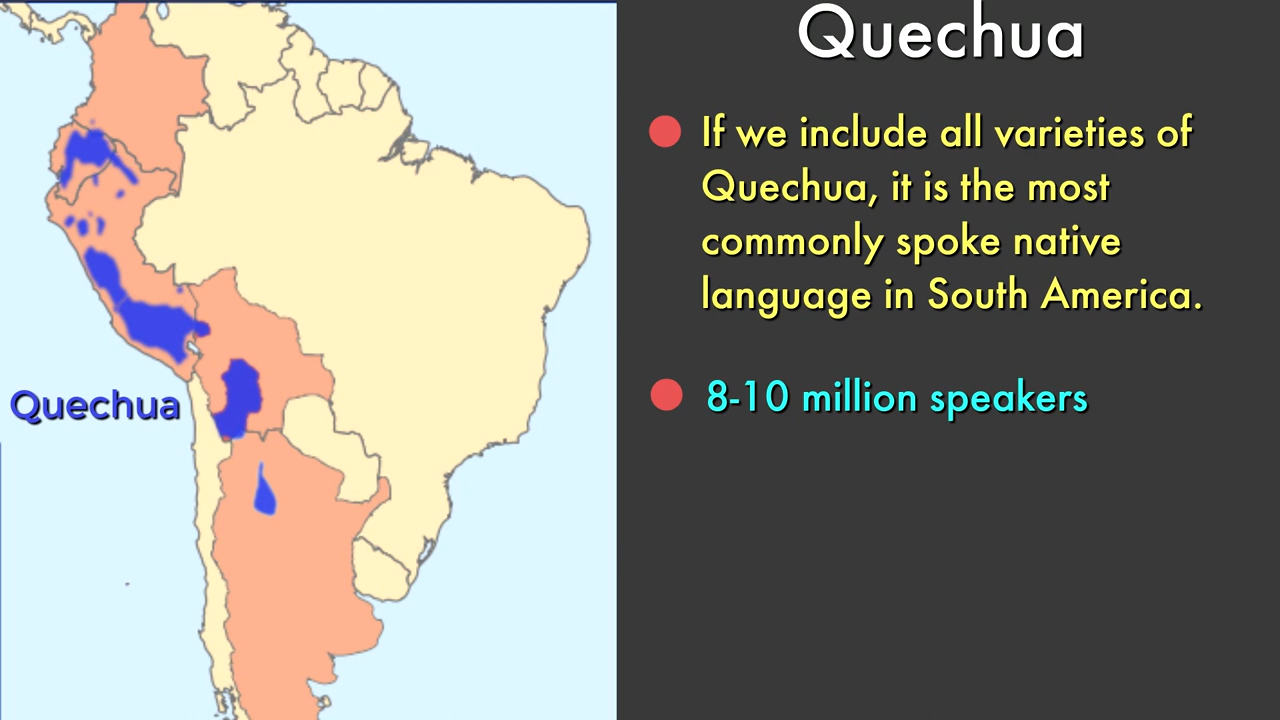 Quechua
If we include all varieties of
Quechua, it is the most
commonly spoke native
language in South America.
8-10 million speakers
Quechua